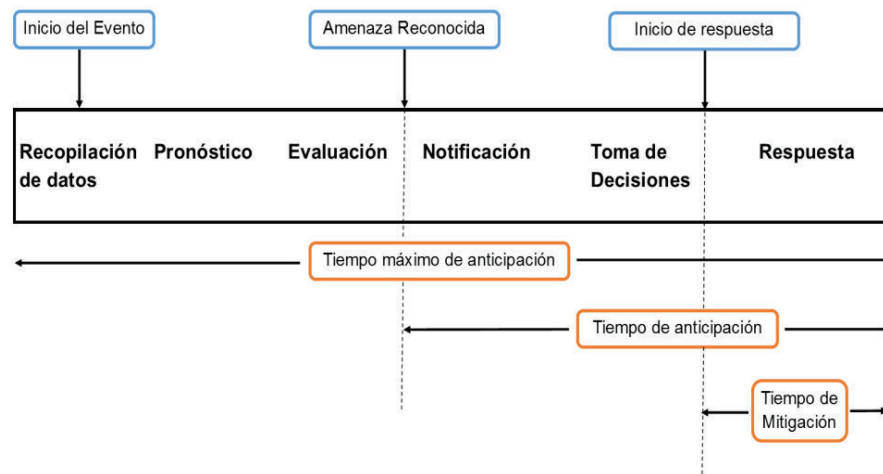 Inicio del Evento
Amenaza Reconocida
Inicio de respuesta
Recopilación de datos
Pronóstico
Evaluación
Notificación
Toma de Decisiones
Respuesta
Tiempo máximo de anticipación
Tiempo de anticipación
Tiempo de
Mitigación